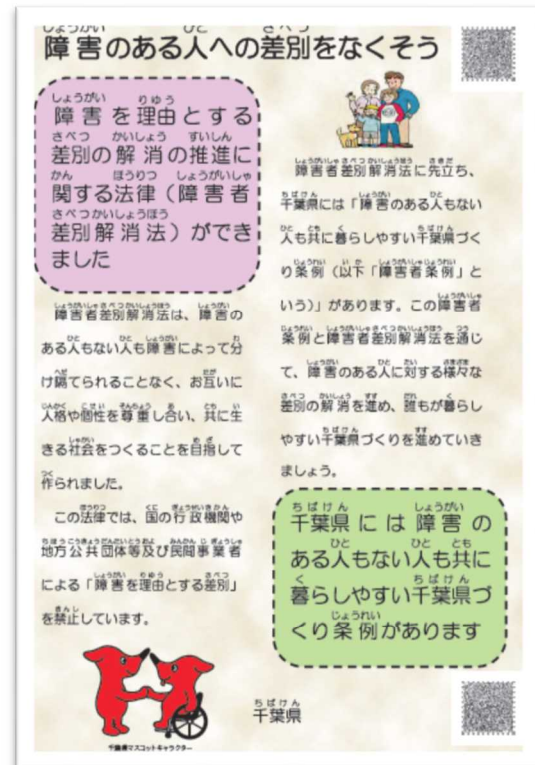 障害のある人への差別をなくそう
障害を理由とする
差別の解消の推進に
関する法律（障害者
差別解消法）ができ
ました
障害者差別解消法は、障害の
ある人もない人も障害によって分
け隔てられることなく、お互いに
人格や個性を尊重し合い、共に生
きる社会をつくることを目指して
作られました。
この法律では、国の行政機関や
地方公共団体等及び民間事業者
による「障害を理由とする差別」
を禁止しています。
千葉県マスコットキャラクター
障害者差別解消法に先立ち、
千葉県には「障害のある人もない
人も共に暮らしやすい千葉県づく
り条例（以下「障害者条例」と
いう）」があります。この障害者
条例と障害者差別解消法を通じ
て、障害のある人に対する様々な
差別の解消を進め、誰もが暮らし
やすい千葉県づくりを進めていき
ましょう。
千葉県には障害の
ある人もない人も共に
暮らしやすい千葉県づ
くり条例があります
千葉県